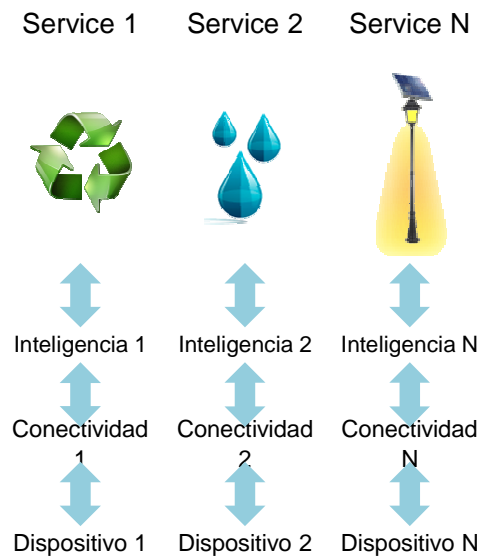 Service 1
Service 2
Service N
Inteligencia 1
Inteligencia 2
Inteligencia N
Conectividad
1
Conectividad
2
Conectividad
N
Dispositivo 1
Dispositivo 2
Dispositivo N